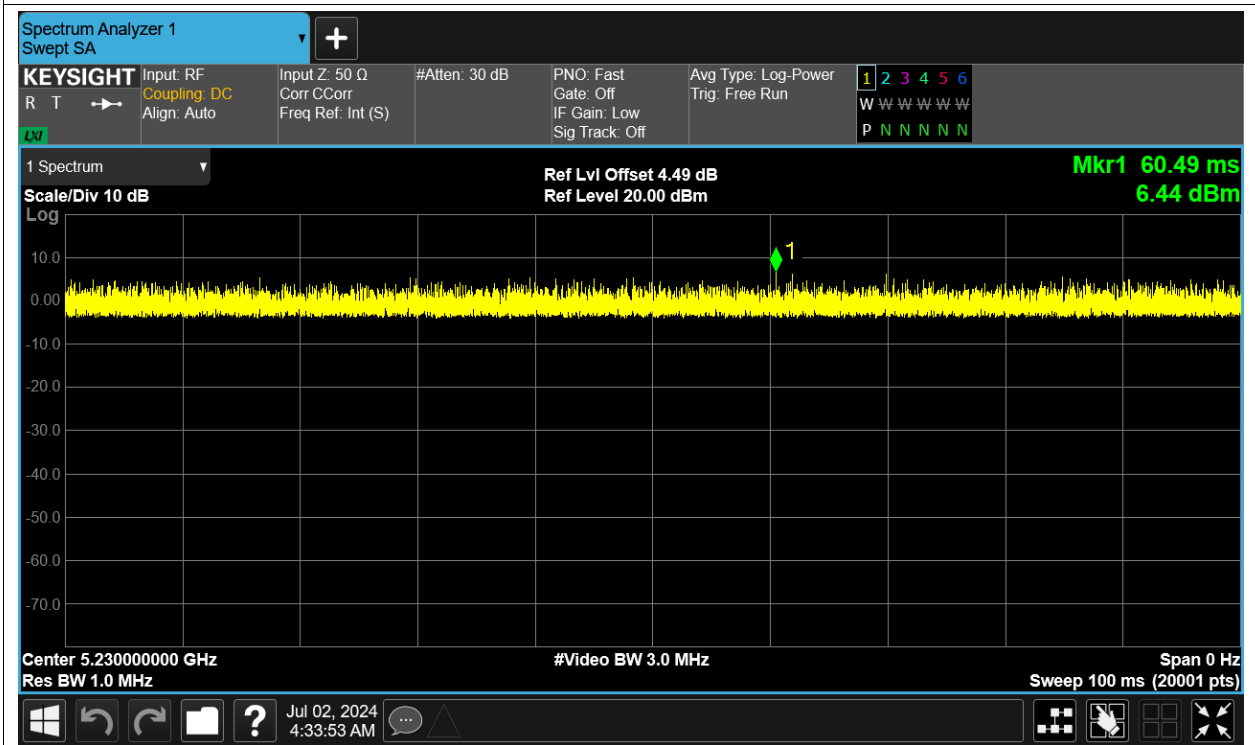 Spectrum Analyzer 1
Swept SA
+
KEYSIGHT
R T
LXI
Input: RF
Coupling: DC
Align: Auto
Input Z: 50 Ω
Corr CCorr
Freq Ref: Int (S)
#Atten: 30 dB
PNO: Fast
Gate: Off
IF Gain: Low
Sig Track: Off
Avg Type: Log-Power
Trig: Free Run
1 2 3 4 5 6
W W W W W W
P N N N N N
1 Spectrum
Scale/Div 10 dB
Ref Lvl Offset 4.49 dB
Ref Level 20.00 dBm
Mkr1 60.49 ms
6.44 dBm
Log
1
10.0
0.00
-10.0
-20.0
-30.0
-40.0
-50.0
-60.0
-70.0
Center 5.230000000 GHz
#Video BW 3.0 MHz
Span 0 Hz
Res BW 1.0 MHz
Sweep 100 ms (20001 pts)
?
Jul 02, 2024
4:33:53 AM